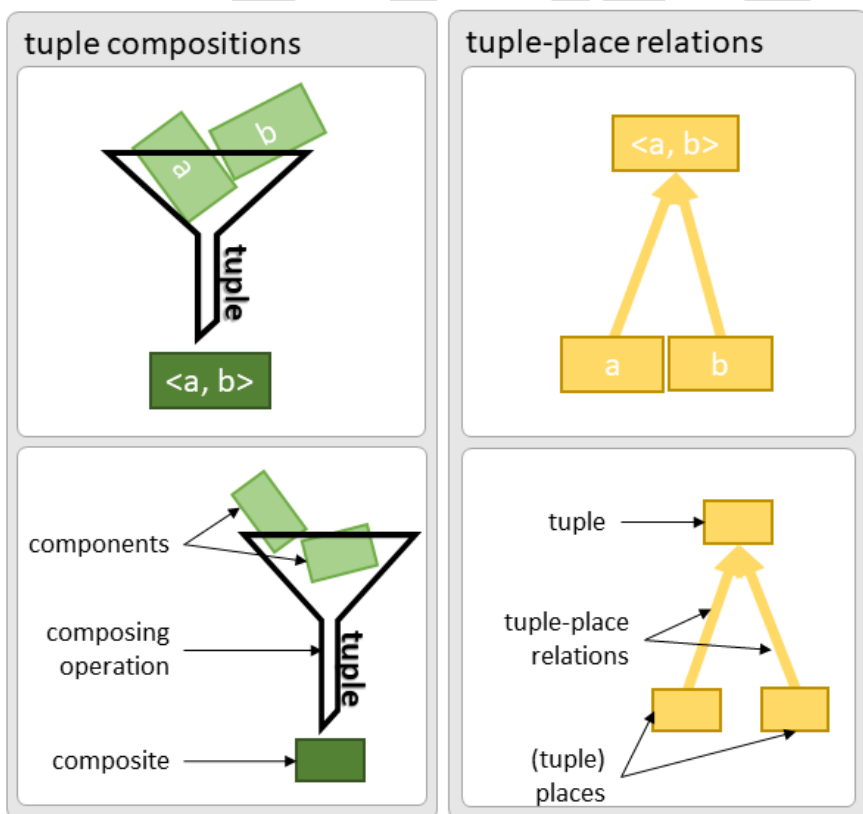 tuple compositions
a
b
tuple
<a, b>
components
composing
operation
tuple
composite
tuple-place relations
<a, b>
a
b
tuple
tuple-place
relations
(tuple)
places